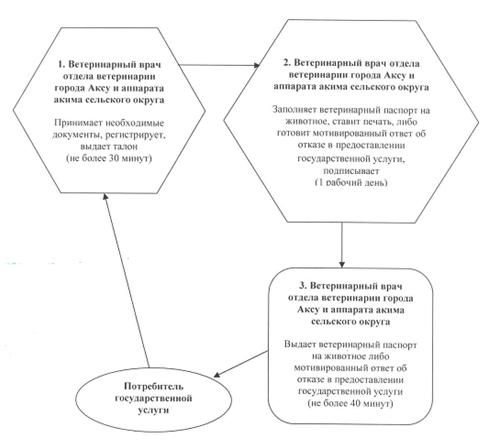 1. Ветеринарный врач
отдела ветеринарии
города Аксу и аппарата
акима сельского округа
Принимает необходимые
документы, регистрирует,
выдает талон
(не более 30 минут)
2. Ветеринарный врач отдела
ветеринарии города Аксу и
аппарата акима сельского округа
Заполняет ветеринарный паспорт на
животное, ставит печать, либо
готовит мотивированный ответ об
отказе в предоставлении
государственной услуги,
подписывает
(1 рабочий день)
3. Ветеринарный врач
отдела ветеринарии города
Аксу и аппарата акима
сельского округа
Выдает ветеринарный паспорт
на животное либо
мотивированный ответ об
отказе в предоставлении
государственной услуги
(не более 40 минут)
Потребитель
государственной
услуги